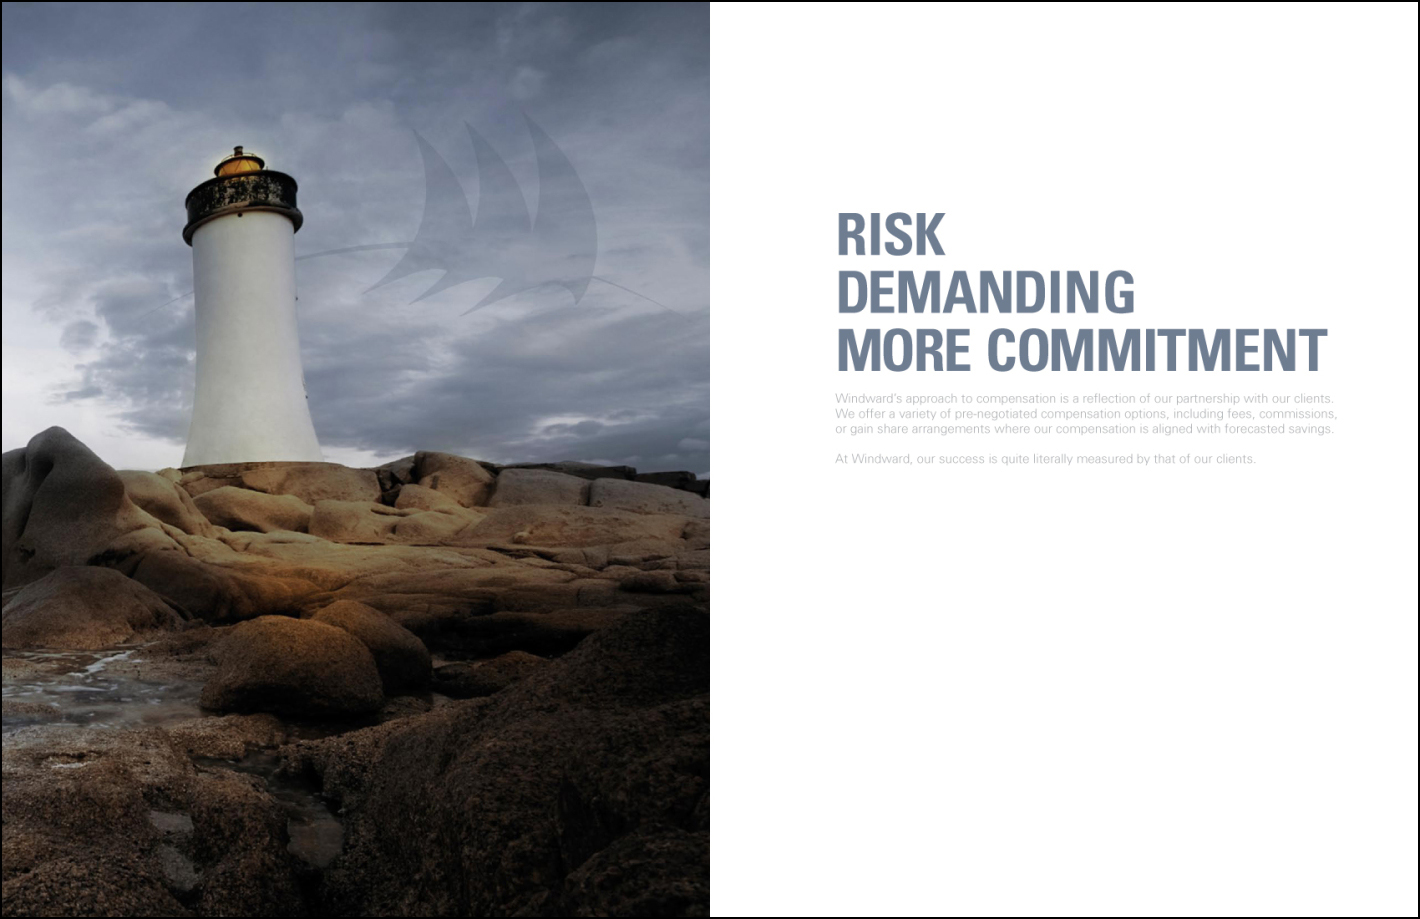 RISK
DEMANDING
MORE COMMITMENT
Windward's approach to compensation is a reflection of our partnership with our clients.
We offer a variety of pre-negotiated compensation options, including fees, commissions,
or gain share arrangements where our compensation is aligned with forecasted savings.
At Windward, our success is quite literally measured by that of our clients.